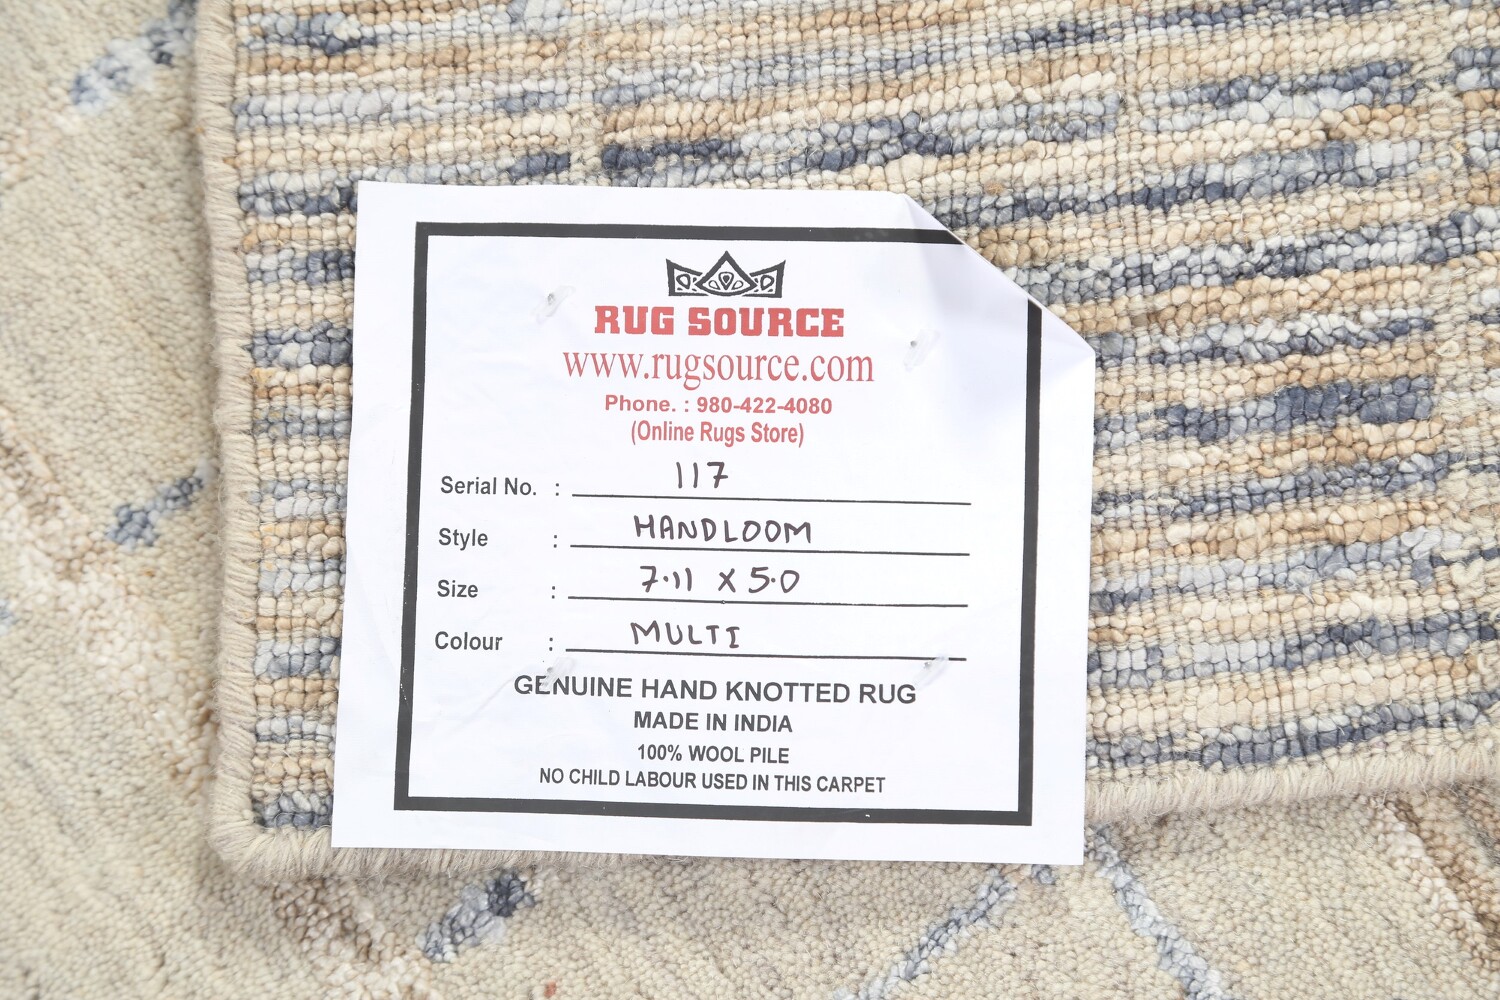 RUG SOURCE
www.rugsource.com
Phone. : 980-422-4080
(Online Rugs Store)
Serial No. : 117
Style : HANDLOOM
Size : 7.11 X 5.0
Colour : MULTI
GENUINE HAND KNOTTED RUG
MADE IN INDIA
100% WOOL PILE
NO CHILD LABOUR USED IN THIS CARPET